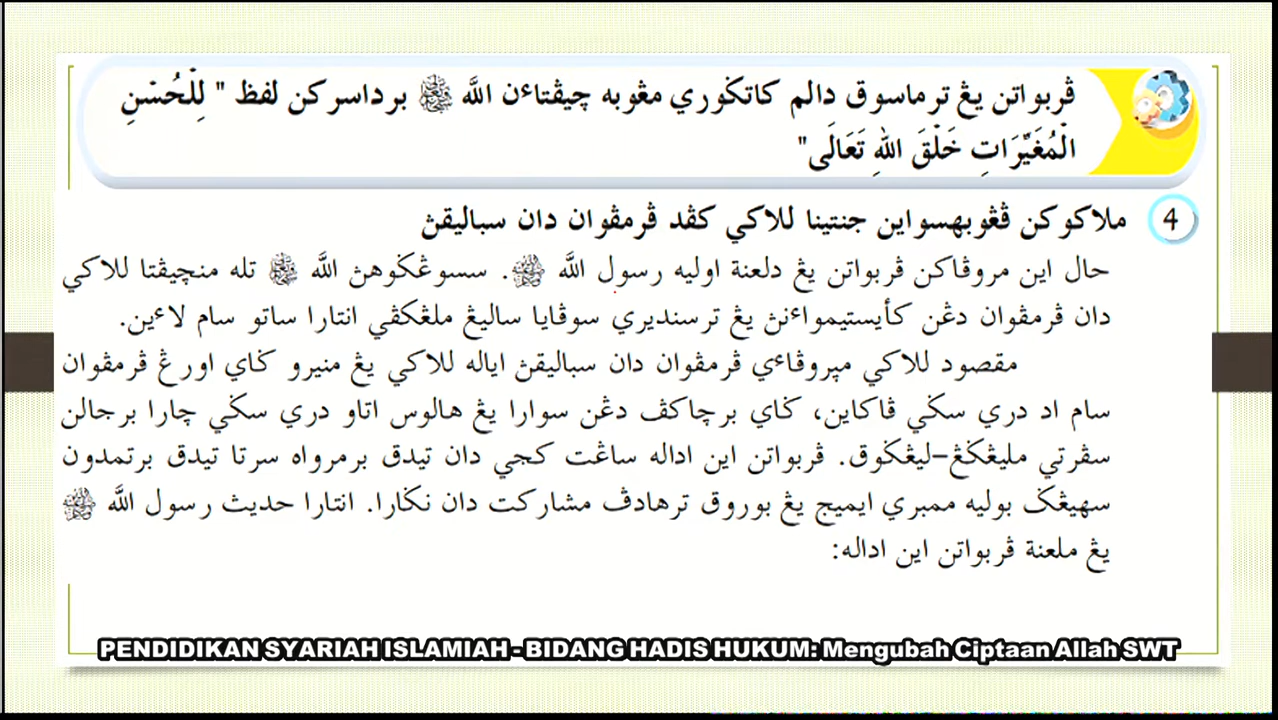 ڤربواتن يڠ ترماسوق دالم كاتݢوري مڠوبه چيڤتاءن الله ﷻ برداسركن لفظ " لِلْحُسْنِ
الْمُغَيِّرَاتِ خَلْقَ اللهِ تَعَالَى"
4 ملاكوكن ڤڠوبهسواين جنتينا للاكي كڤد ڤرمڤوان دان سباليقڽ
حال اين مروڤاكن ڤربواتن يڠ دلعنة اوليه رسول الله ﷺ. سسوڠݢوهڽ الله ﷻ تله منچيڤتا للاكي
دان ڤرمڤوان دڠن كأيستيمواءنڽ يڠ ترسنديري سوڤايا ساليڠ ملڠكڤي انتارا ساتو سام لاءين.
مقصود للاكي مڽروڤاءي ڤرمڤوان دان سباليقڽ اياله للاكي يڠ منيرو ݢاي اورڠ ڤرمڤوان
سام اد دري سݢي ڤاكاين، ݢاي برچاكڤ دڠن سوارا يڠ هالوس اتاو دري سݢي چارا برجالن
سڤرتي مليڠݢڠ-ليڠݢوق. ڤربواتن اين اداله ساڠت كجي دان تيدق برمرواه سرتا تيدق برتمدون
سهيڠݢ بوليه ممبري ايميج يڠ بوروق ترهادڤ مشاركت دان نݢارا. انتارا حديث رسول الله ﷺ
يڠ ملعنة ڤربواتن اين اداله:
PENDIDIKAN SYARIAH ISLAMIAH - BIDANG HADIS HUKUM: Mengubah Ciptaan Allah SWT